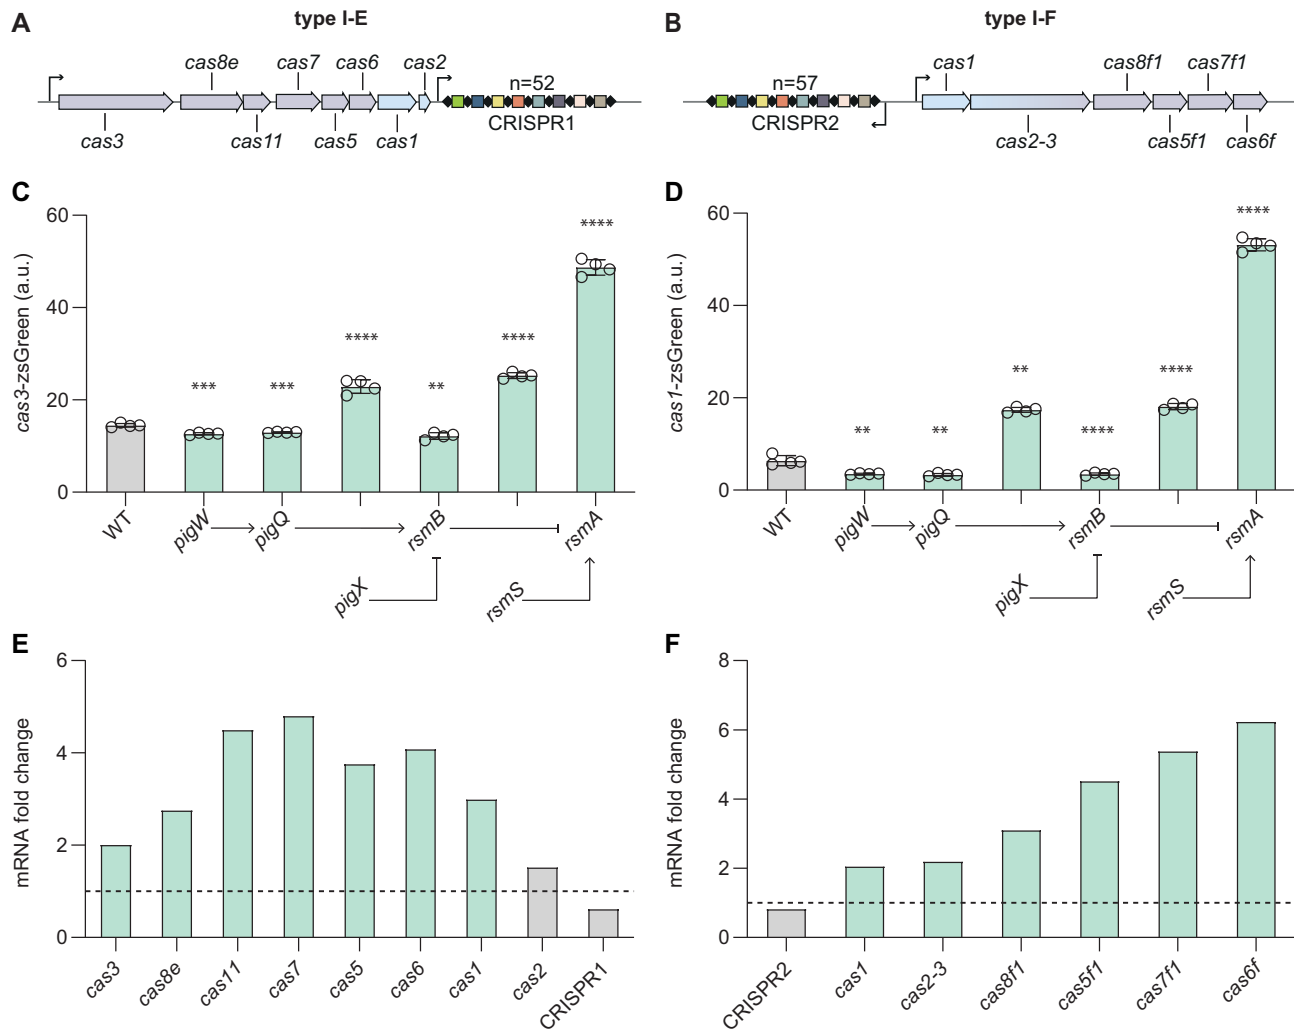 A
type I-E
cas8e
cas7
cas6
cas2
n=52
CRISPR1
cas3
cas11
cas5
cas1
B
type I-F
n=57
CRISPR2
cas1
cas8f1
cas7f1
cas2-3
cas5f1
cas6f
C
cas3-zsGreen (a.u.)
60
40
20
0
***
***
****
**
****
****
WT
pigW
pigQ
rsmB
rsmA
pigX
rsmS
D
cas1-zsGreen (a.u.)
60
40
20
0
**
**
**
****
****
****
WT
pigW
pigQ
rsmB
rsmA
pigX
rsmS
E
mRNA fold change
6
4
2
0
cas3
cas8e
cas11
cas7
cas5
cas6
cas1
cas2
CRISPR1
F
mRNA fold change
8
6
4
2
0
CRISPR2
cas1
cas2-3
cas8f1
cas5f1
cas7f1
cas6f